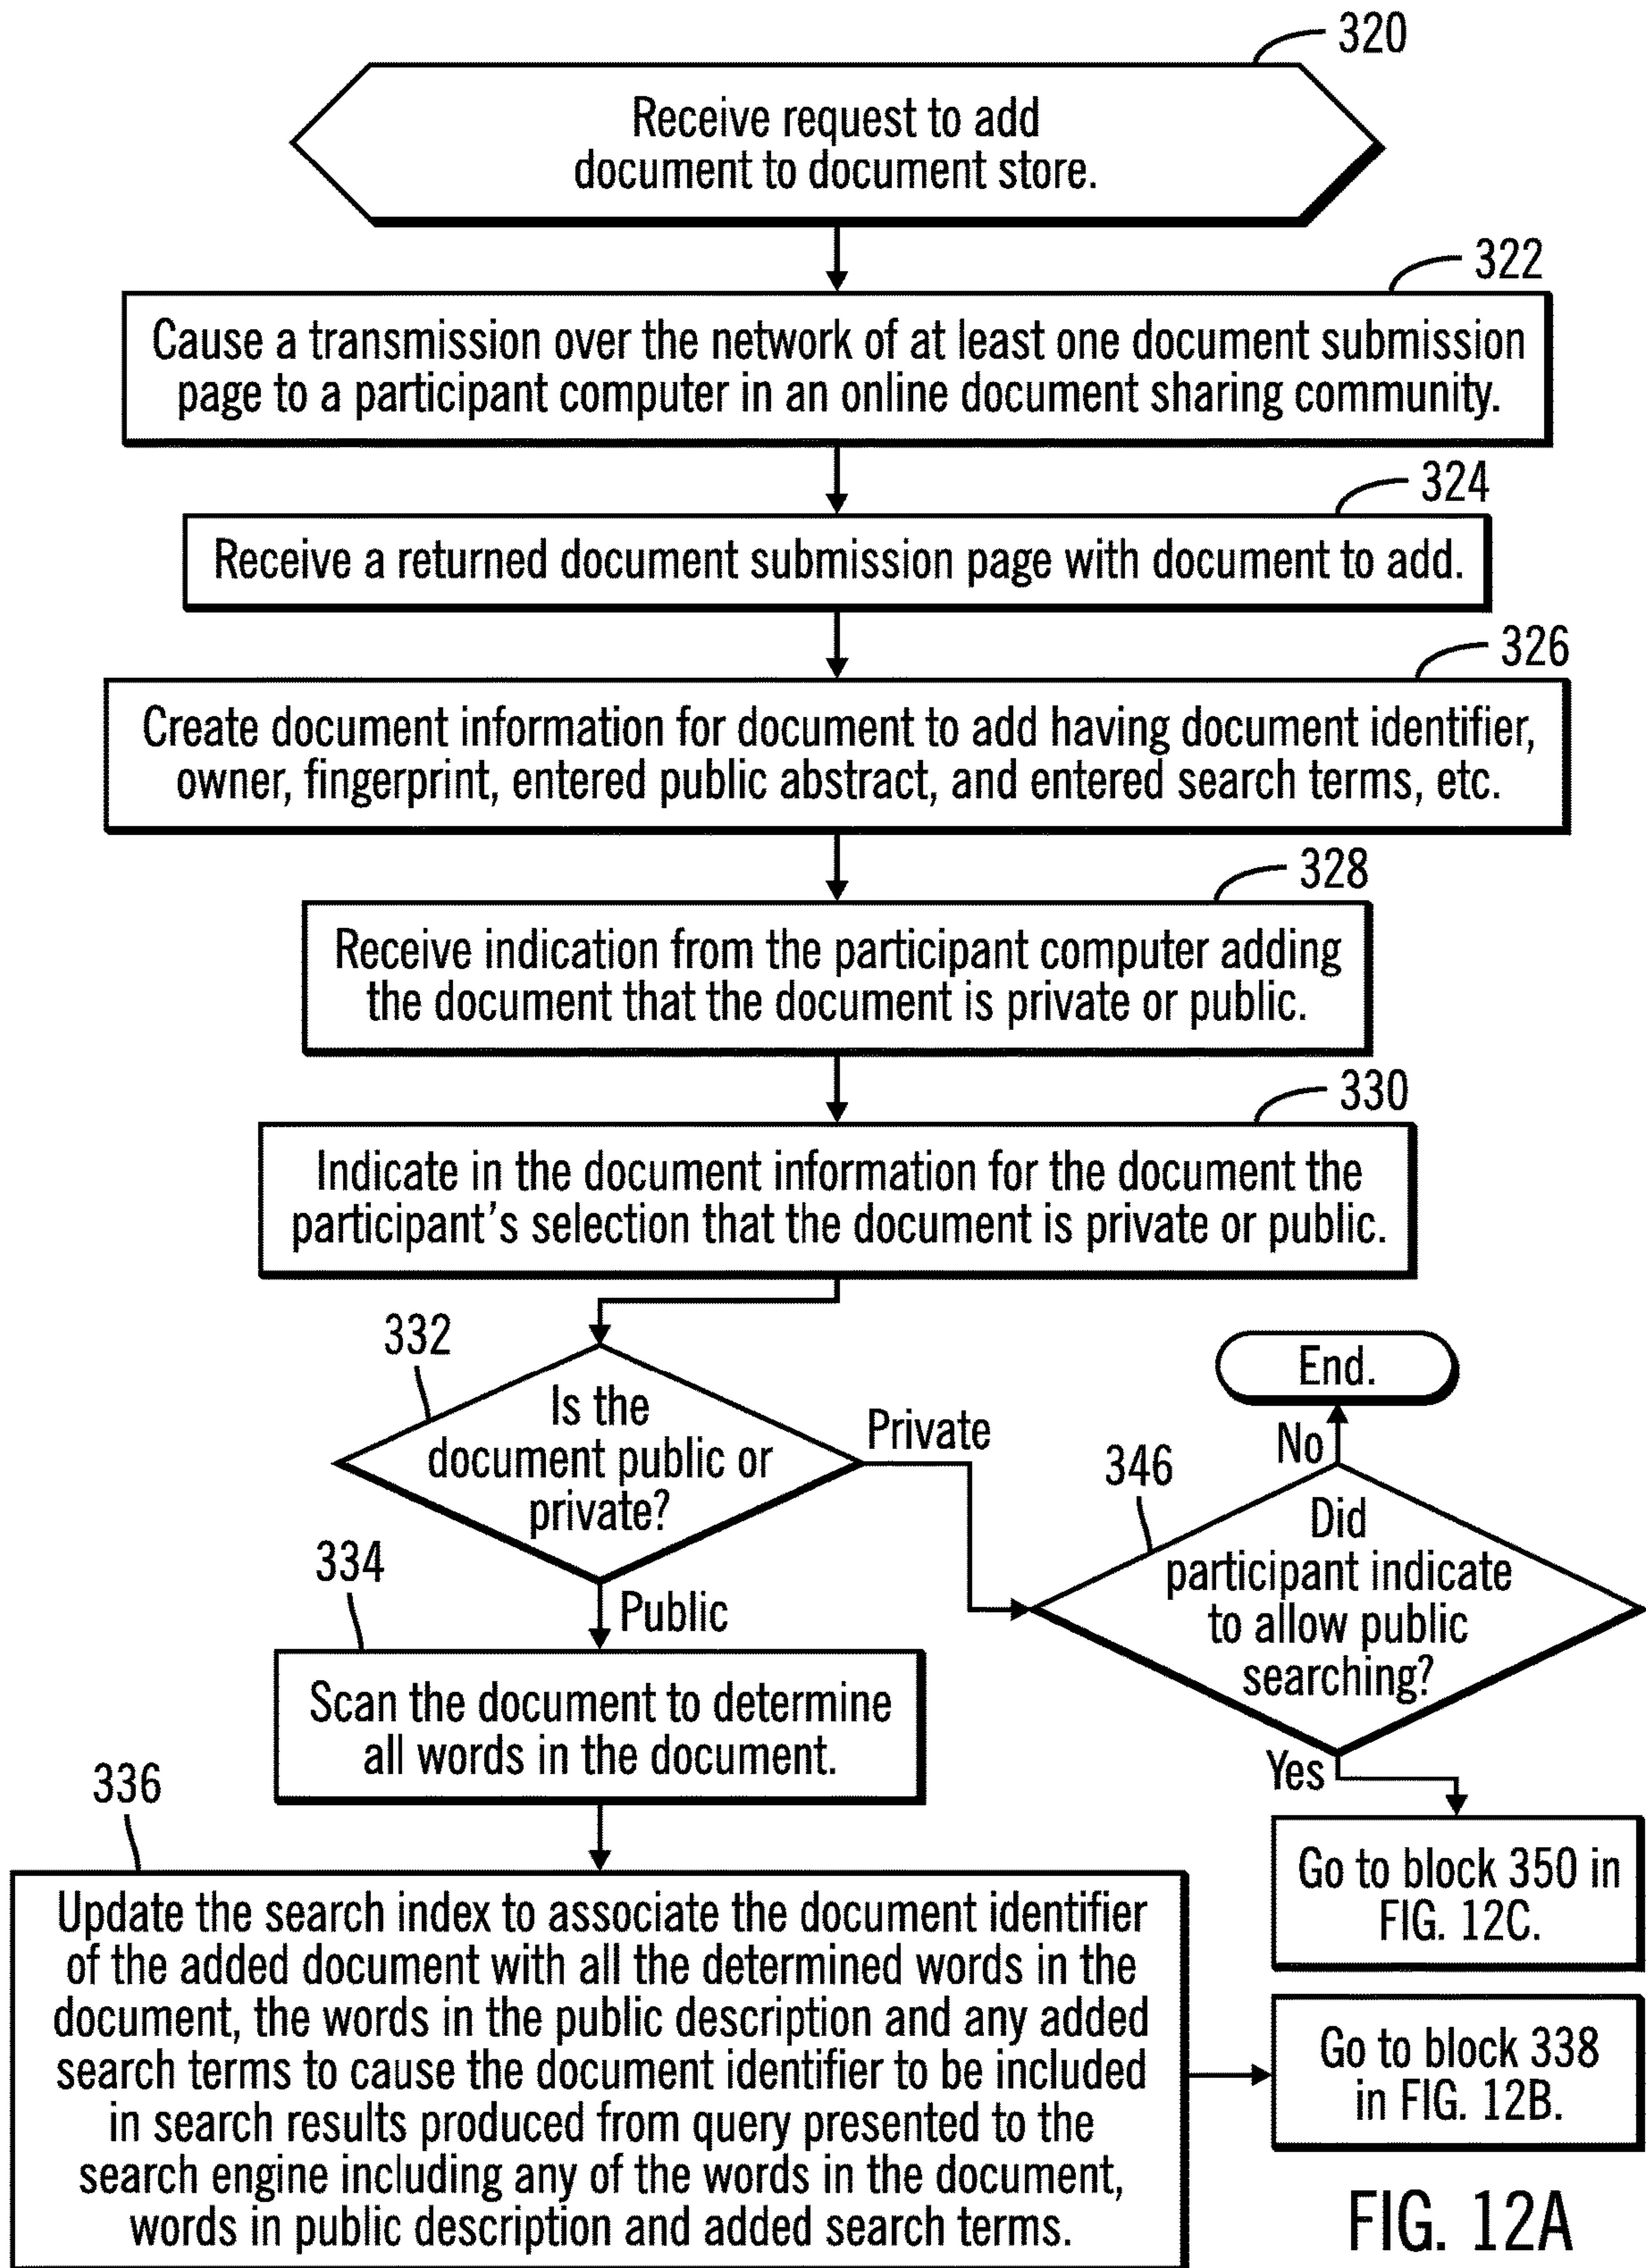 320
Receive request to add
document to document store.
322
Cause a transmission over the network of at least one document submission
page to a participant computer in an online document sharing community.
324
Receive a returned document submission page with document to add.
326
Create document information for document to add having document identifier,
owner, fingerprint, entered public abstract, and entered search terms, etc.
328
Receive indication from the participant computer adding
the document that the document is private or public.
330
Indicate in the document information for the document the
participant's selection that the document is private or public.
332
Is the
document public or
private?
Private
Public
End.
No
346
Did
participant indicate
to allow public
searching?
Yes
Go to block 350 in
FIG. 12C.
334
Scan the document to determine
all words in the document.
336
Update the search index to associate the document identifier
of the added document with all the determined words in the
document, the words in the public description and any added
search terms to cause the document identifier to be included
in search results produced from query presented to the
search engine including any of the words in the document,
words in public description and added search terms.
Go to block 338
in FIG. 12B.
FIG. 12A